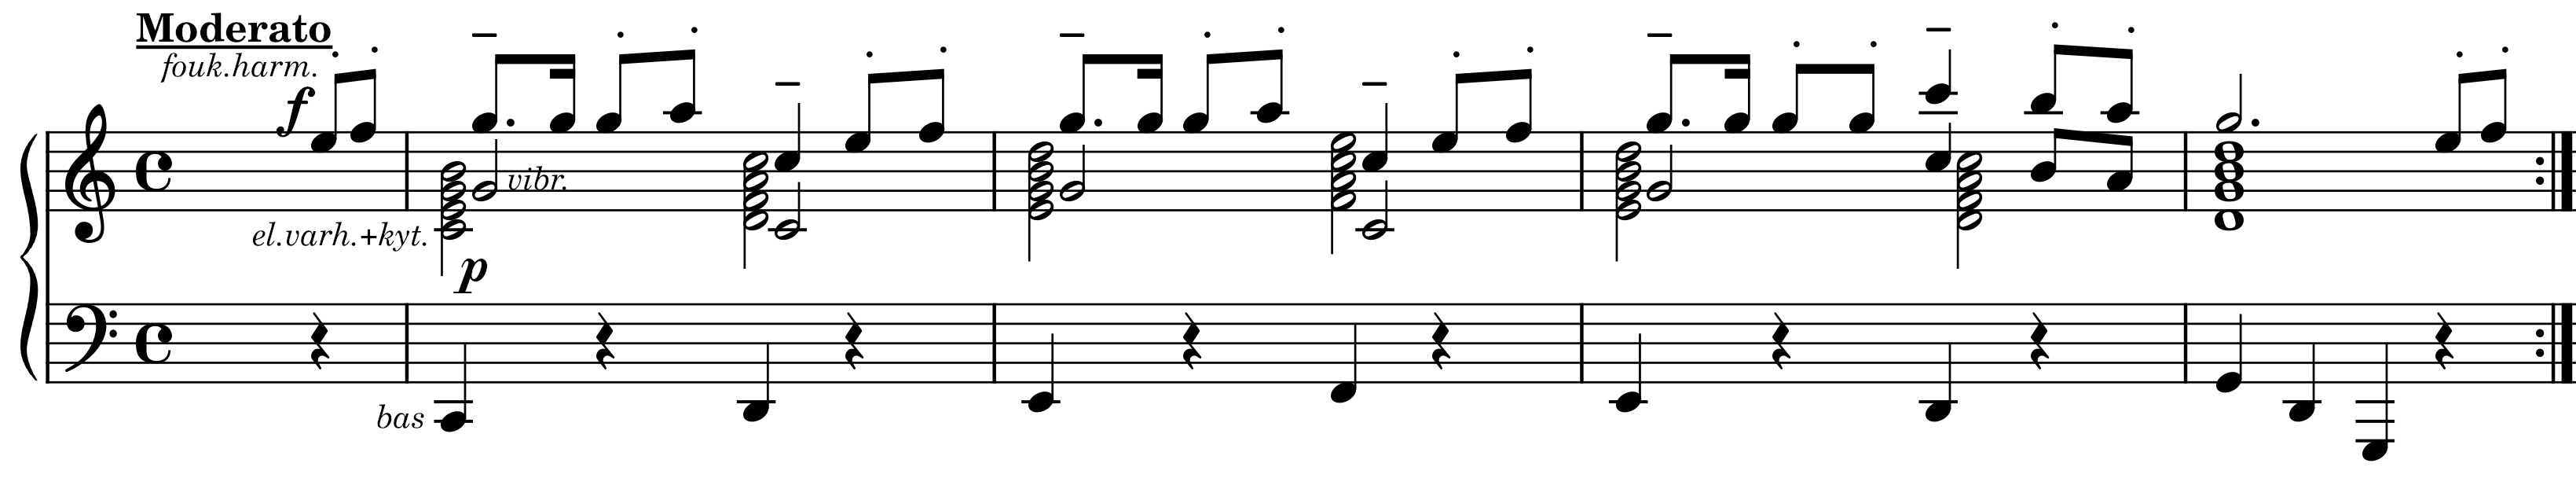 Moderato
fouk.harm.
f
vibr.
el.varh.+kyt.
p
bas